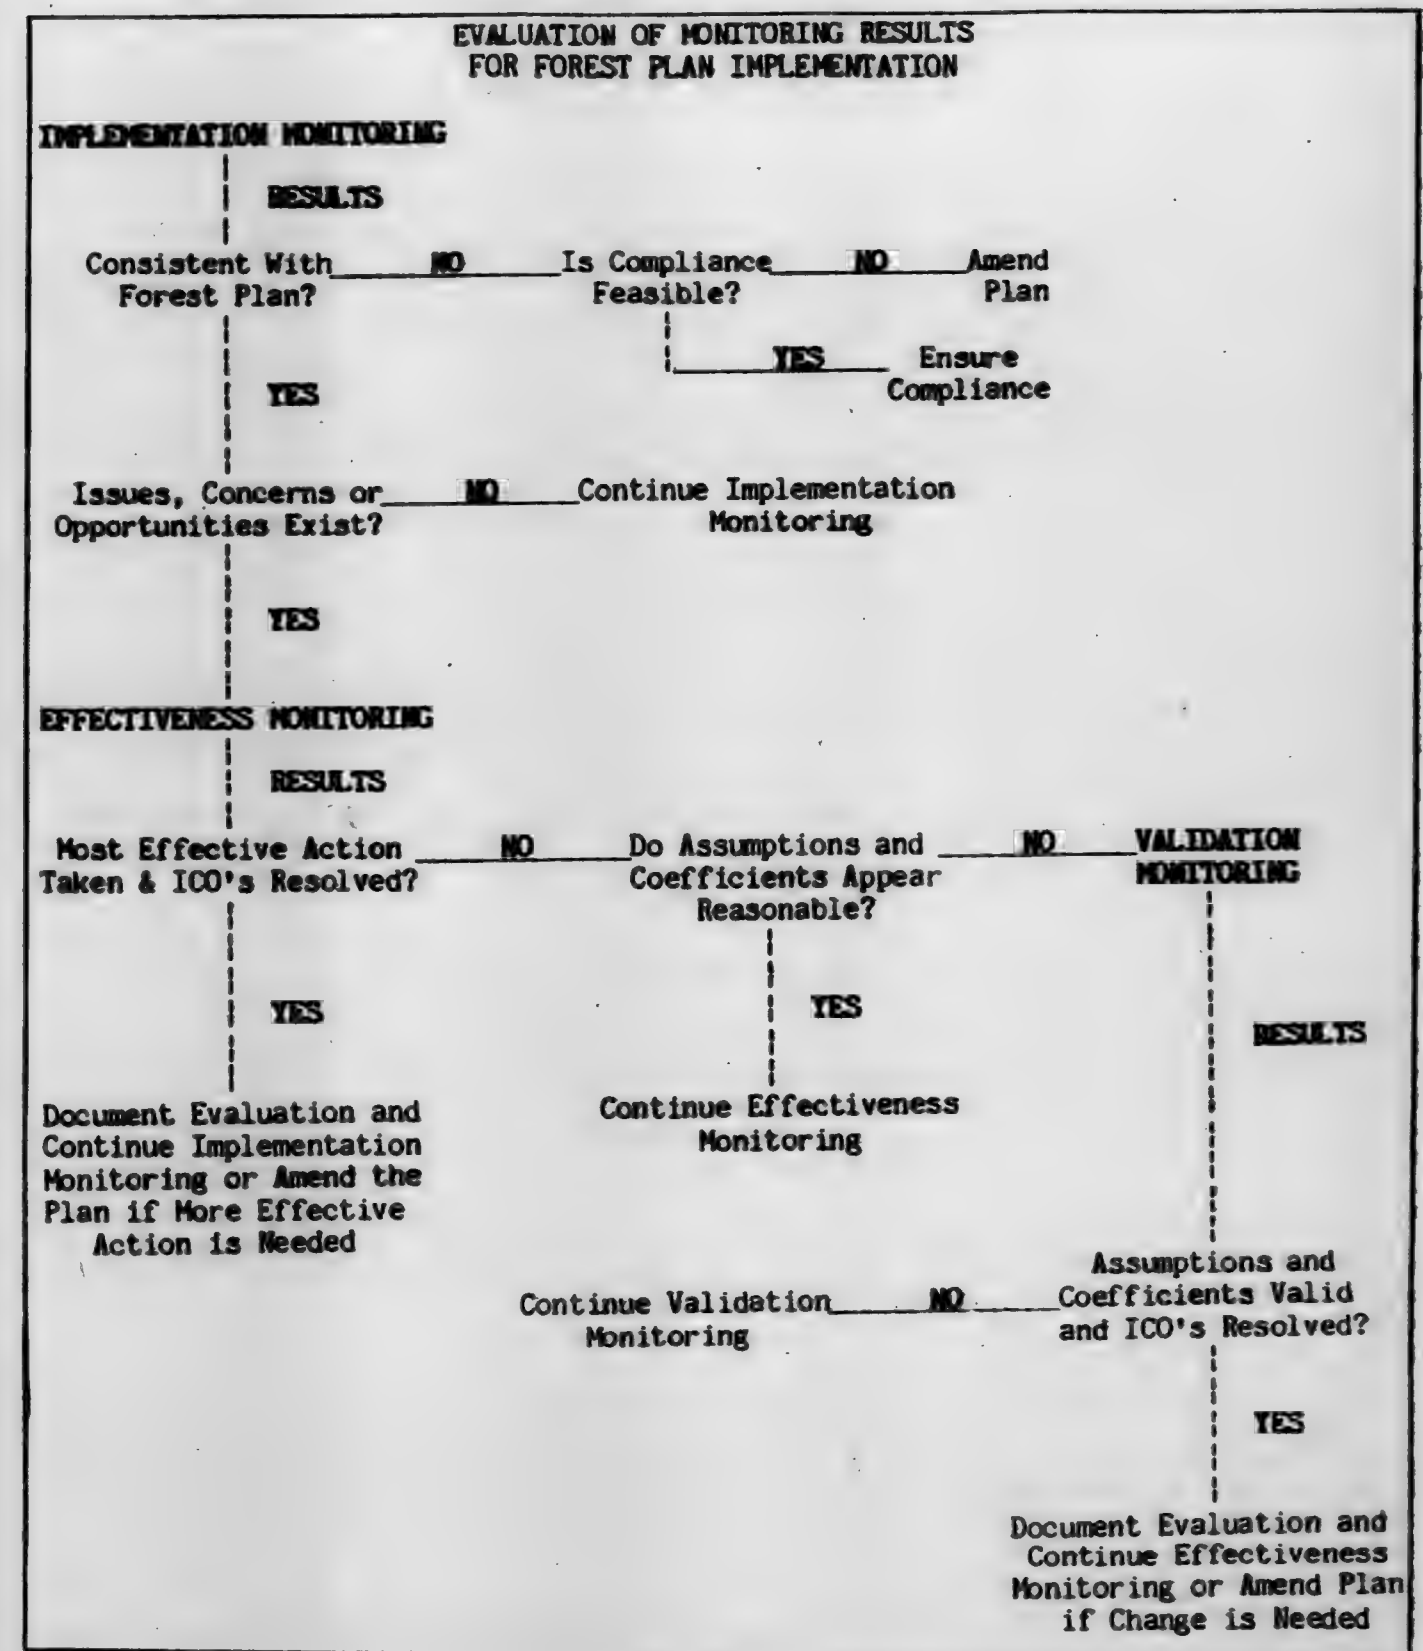 EVALUATION OF MONITORING RESULTS
FOR FOREST PLAN IMPLEMENTATION
IMPLEMENTATION MONITORING
RESULTS
Consistent With NO Is Compliance NO Amend
Forest Plan? Feasible? Plan
YES Ensure
Compliance
YES
Issues, Concerns or NO Continue Implementation
Opportunities Exist? Monitoring
YES
EFFECTIVENESS MONITORING
RESULTS
Most Effective Action NO Do Assumptions and NO VALIDATION
Taken & ICO's Resolved? Coefficients Appear MONITORING
Reasonable?
YES YES
RESULTS
Document Evaluation and Continue Effectiveness
Continue Implementation Monitoring
Monitoring or Amend the
Plan if More Effective
Action is Needed
Assumptions and
Continue Validation NO Coefficients Valid
Monitoring and ICO's Resolved?
YES
Document Evaluation and
Continue Effectiveness
Monitoring or Amend Plan
if Change is Needed